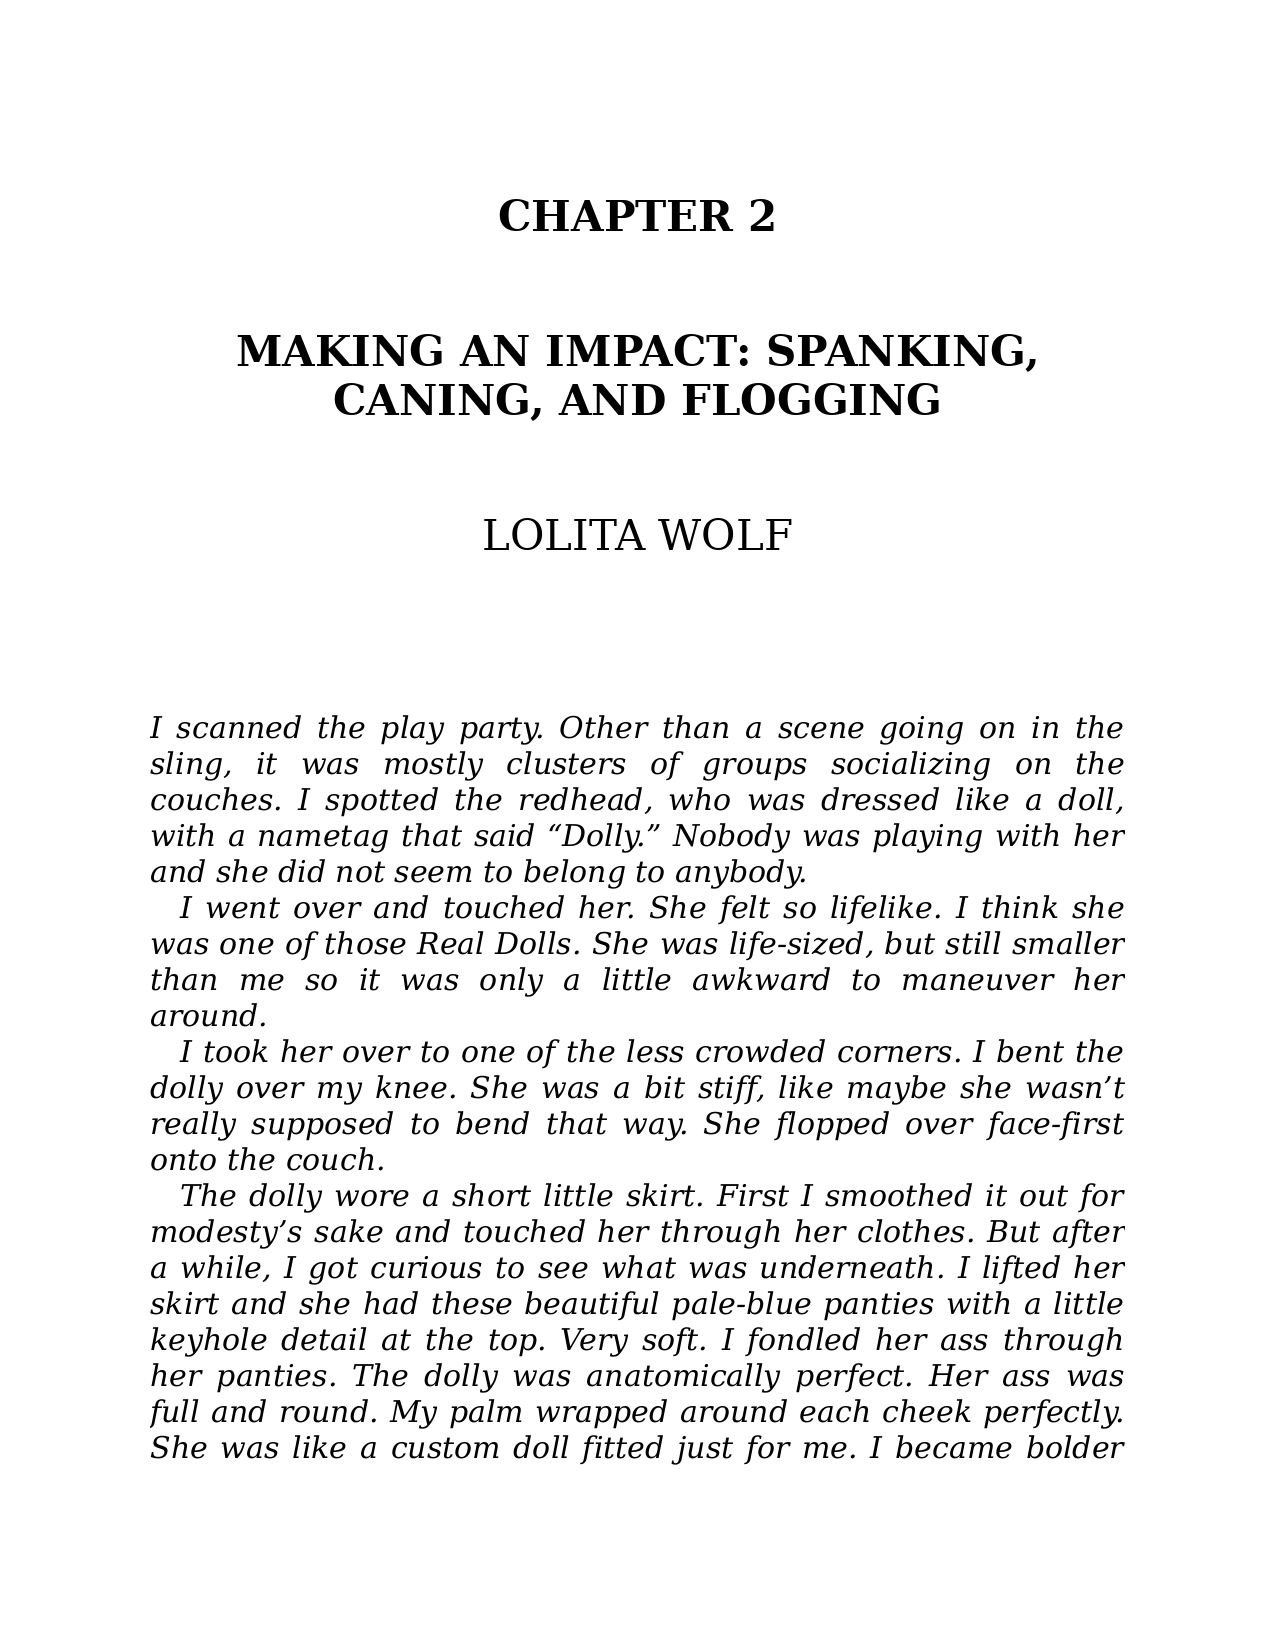 CHAPTER 2
MAKING AN IMPACT: SPANKING,
CANING, AND FLOGGING
LOLITA WOLF
I scanned the play party. Other than a scene going on in the
sling, it was mostly clusters of groups socializing on the
couches. I spotted the redhead, who was dressed like a doll,
with a nametag that said “Dolly.” Nobody was playing with her
and she did not seem to belong to anybody.
I went over and touched her. She felt so lifelike. I think she
was one of those Real Dolls. She was life-sized, but still smaller
than me so it was only a little awkward to maneuver her
around.
I took her over to one of the less crowded corners. I bent the
dolly over my knee. She was a bit stiff, like maybe she wasn’t
really supposed to bend that way. She flopped over face-first
onto the couch.
The dolly wore a short little skirt. First I smoothed it out for
modesty’s sake and touched her through her clothes. But after
a while, I got curious to see what was underneath. I lifted her
skirt and she had these beautiful pale-blue panties with a little
keyhole detail at the top. Very soft. I fondled her ass through
her panties. The dolly was anatomically perfect. Her ass was
full and round. My palm wrapped around each cheek perfectly.
She was like a custom doll fitted just for me. I became bolder